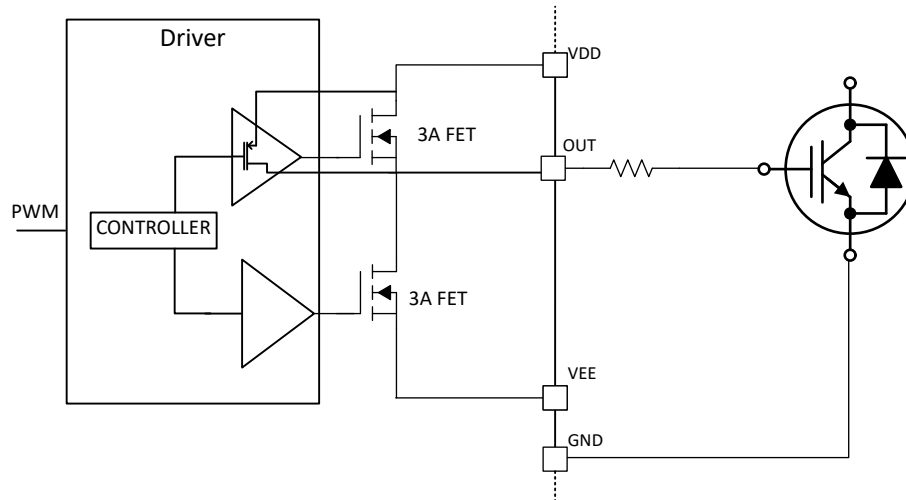 Driver
VDD
3A FET
OUT
PWM
CONTROLLER
3A FET
VEE
GND